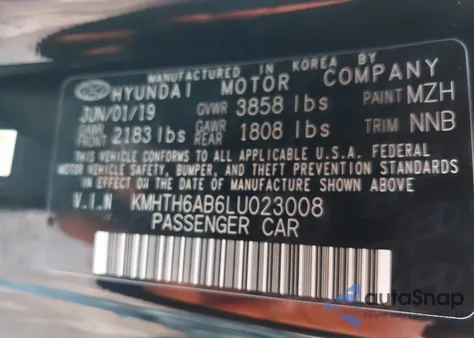 MANUFACTURED IN KOREA BY
HYUNDAI MOTOR COMPANY
JUN/01/19 GVWR 3858 lbs PAINT MZH
GAWR FRONT 2183 lbs GAWR REAR 1808 lbs TRIM NNB
THIS VEHICLE CONFORMS TO ALL APPLICABLE U.S.A. FEDERAL
MOTOR VEHICLE SAFETY, BUMPER, AND THEFT PREVENTION STANDARDS
IN EFFECT ON THE DATE OF MANUFACTURE SHOWN ABOVE
V.I.N KMHTH6AB6LU023008
PASSENGER CAR
autaSnap